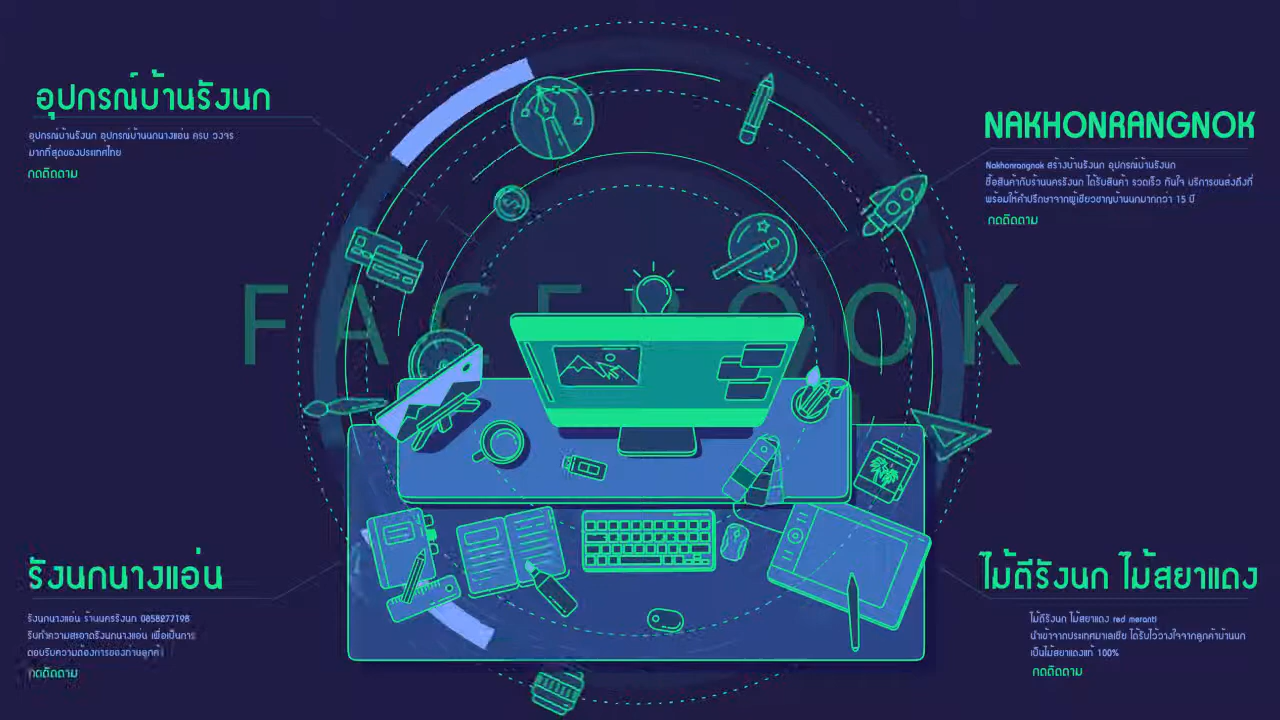 อุปกรณ์บ้านรังนก
อุปกรณ์บ้านรังนก อุปกรณ์บ้านนกนางแอ่น ครบ วงจร
มากที่สุดของประเทศไทย
กดติดตาม
NAKHONRANGNOK
Nakhonrangnok สร้างบ้านรังนก อุปกรณ์บ้านรังนก
ซื้อสินค้ากับร้านนครรังนก ได้รับสินค้า รวดเร็ว ทันใจ บริการขนส่งถึงที่
พร้อมให้คำปรึกษาจากผู้เชียวชาญบ้านนกมากกว่า 15 ปี
กดติดตาม
FACEBOOK
รังนกนางแอ่น
รังนกนางแอ่น ร้านนครรังนก 0858277198
รับทำความสะอาดรังนกนางแอ่น เพื่อเป็นการ
ตอบรับความต้องการของท่านลูกค้า
กดติดตาม
ไม้ตีรังนก ไม้สยาแดง
ไม้ตีรังนก ไม้สยาแดง red meranti
นำเข้าจากประเทศมาเลเซีย ได้รับไว้วางใจจากลูกค้าบ้านนก
เป็นไม้สยาแดงแท้ 100%
กดติดตาม